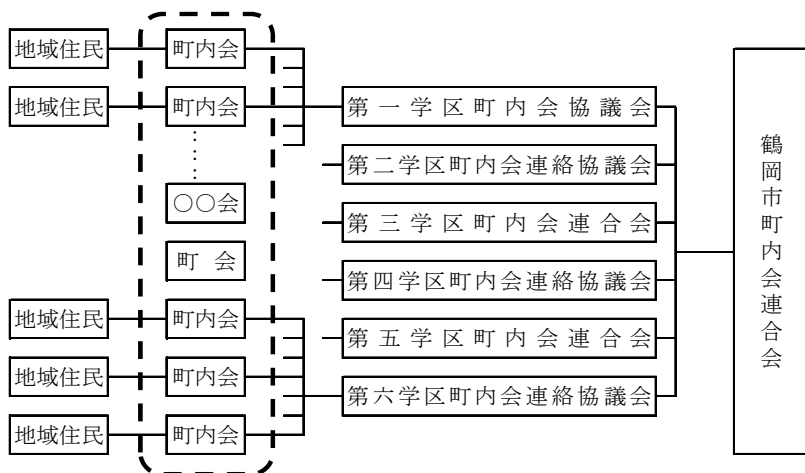 地域住民
町内会
地域住民
町内会
第一学区町内会協議会
第二学区町内会連絡協議会
〇〇会
第三学区町内会連合会
町会
第四学区町内会連絡協議会
地域住民
町内会
第五学区町内会連合会
地域住民
町内会
第六学区町内会連絡協議会
地域住民
町内会
鶴岡市町内会連合会